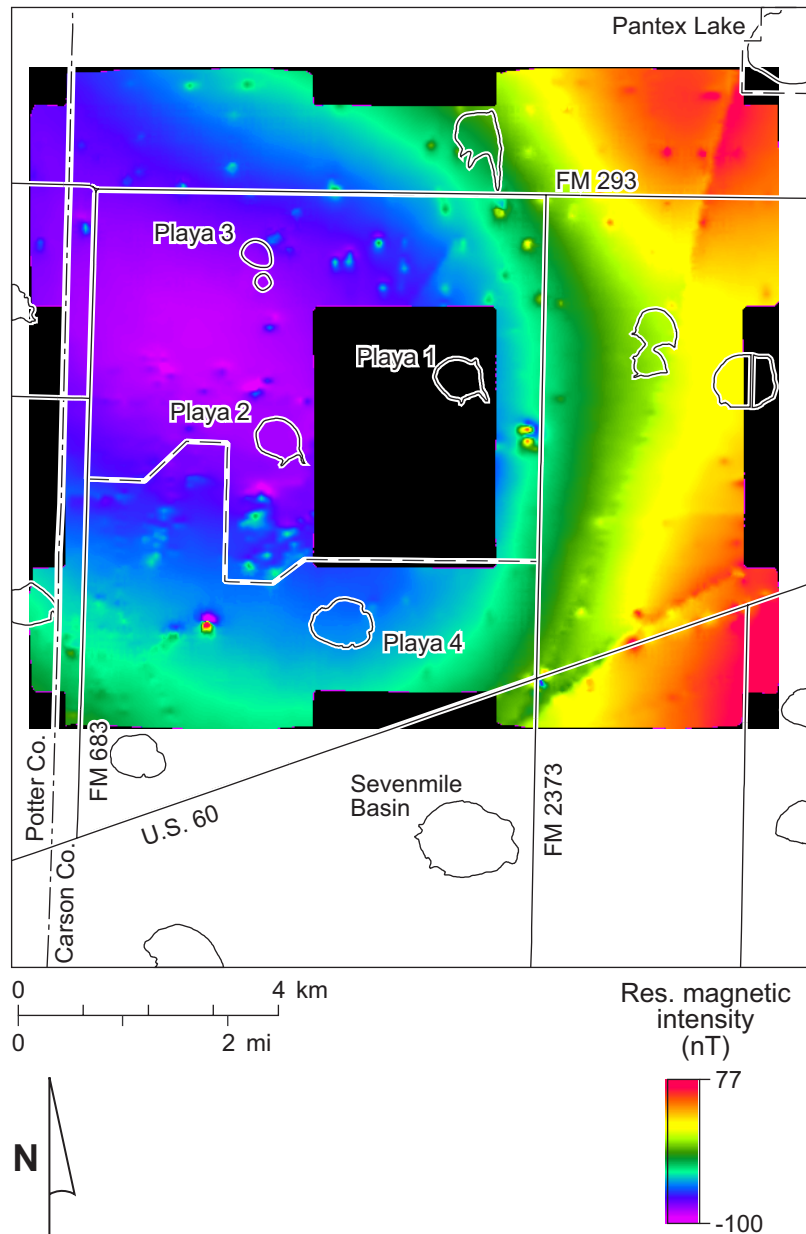 Pantex Lake
FM 293
Playa 3
Playa 1
Playa 2
Playa 4
Potter Co.
Carson Co.
FM 683
U.S. 60
Sevenmile
Basin
FM 2373
0 4 km
0 2 mi
N
Res. magnetic
intensity
(nT)
77
-100